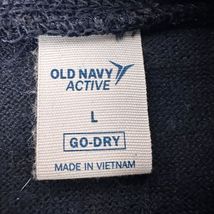 OLD NAVY
ACTIVE
L
GO-DRY
MADE IN VIETNAM